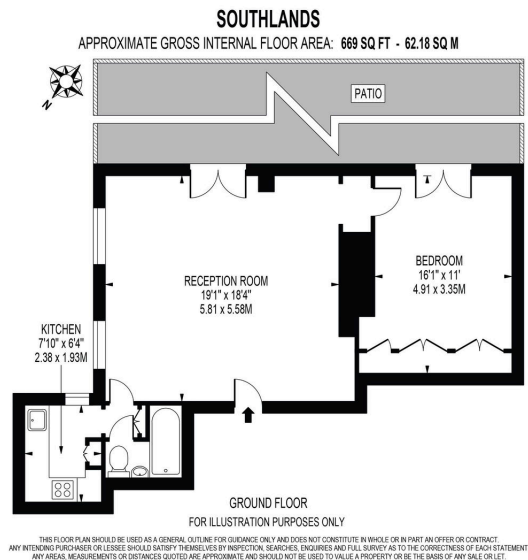 SOUTHLANDS
APPROXIMATE GROSS INTERNAL FLOOR AREA: 669 SQ FT - 62.18 SQ M
N
PATIO
RECEPTION ROOM
19'1" x 18'4"
5.81 x 5.58M
BEDROOM
16'1" x 11'
4.91 x 3.35M
KITCHEN
7'10" x 6'4"
2.38 x 1.93M
GROUND FLOOR
FOR ILLUSTRATION PURPOSES ONLY
THIS FLOOR PLAN SHOULD BE USED AS A GENERAL OUTLINE FOR GUIDANCE ONLY AND DOES NOT CONSTITUTE IN WHOLE OR IN PART AN OFFER OR CONTRACT.
ANY INTENDING PURCHASER OR LESSEE SHOULD SATISFY THEMSELVES BY INSPECTION, SEARCHES, ENQUIRIES AND FULL SURVEY AS TO THE CORRECTNESS OF EACH STATEMENT.
ANY AREAS, MEASUREMENTS OR DISTANCES QUOTED ARE APPROXIMATE AND SHOULD NOT BE USED TO VALUE A PROPERTY OR BE THE BASIS OF ANY SALE OR LET.